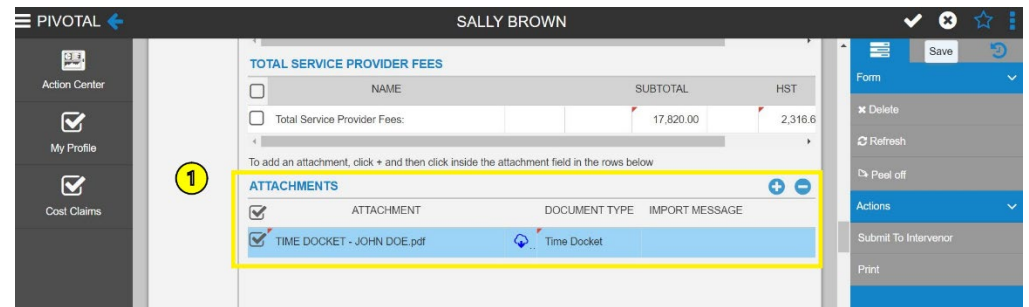 PIVOTAL
SALLY BROWN
Action Center
My Profile
Cost Claims
TOTAL SERVICE PROVIDER FEES
NAME SUBTOTAL HST
Total Service Provider Fees: 17,820.00 2,316.6
To add an attachment, click + and then click inside the attachment field in the rows below
1
ATTACHMENTS
ATTACHMENT DOCUMENT TYPE IMPORT MESSAGE
TIME DOCKET - JOHN DOE.pdf .. Time Docket
Save
Form
Delete
Refresh
Peel off
Actions
Submit To Intervenor
Print